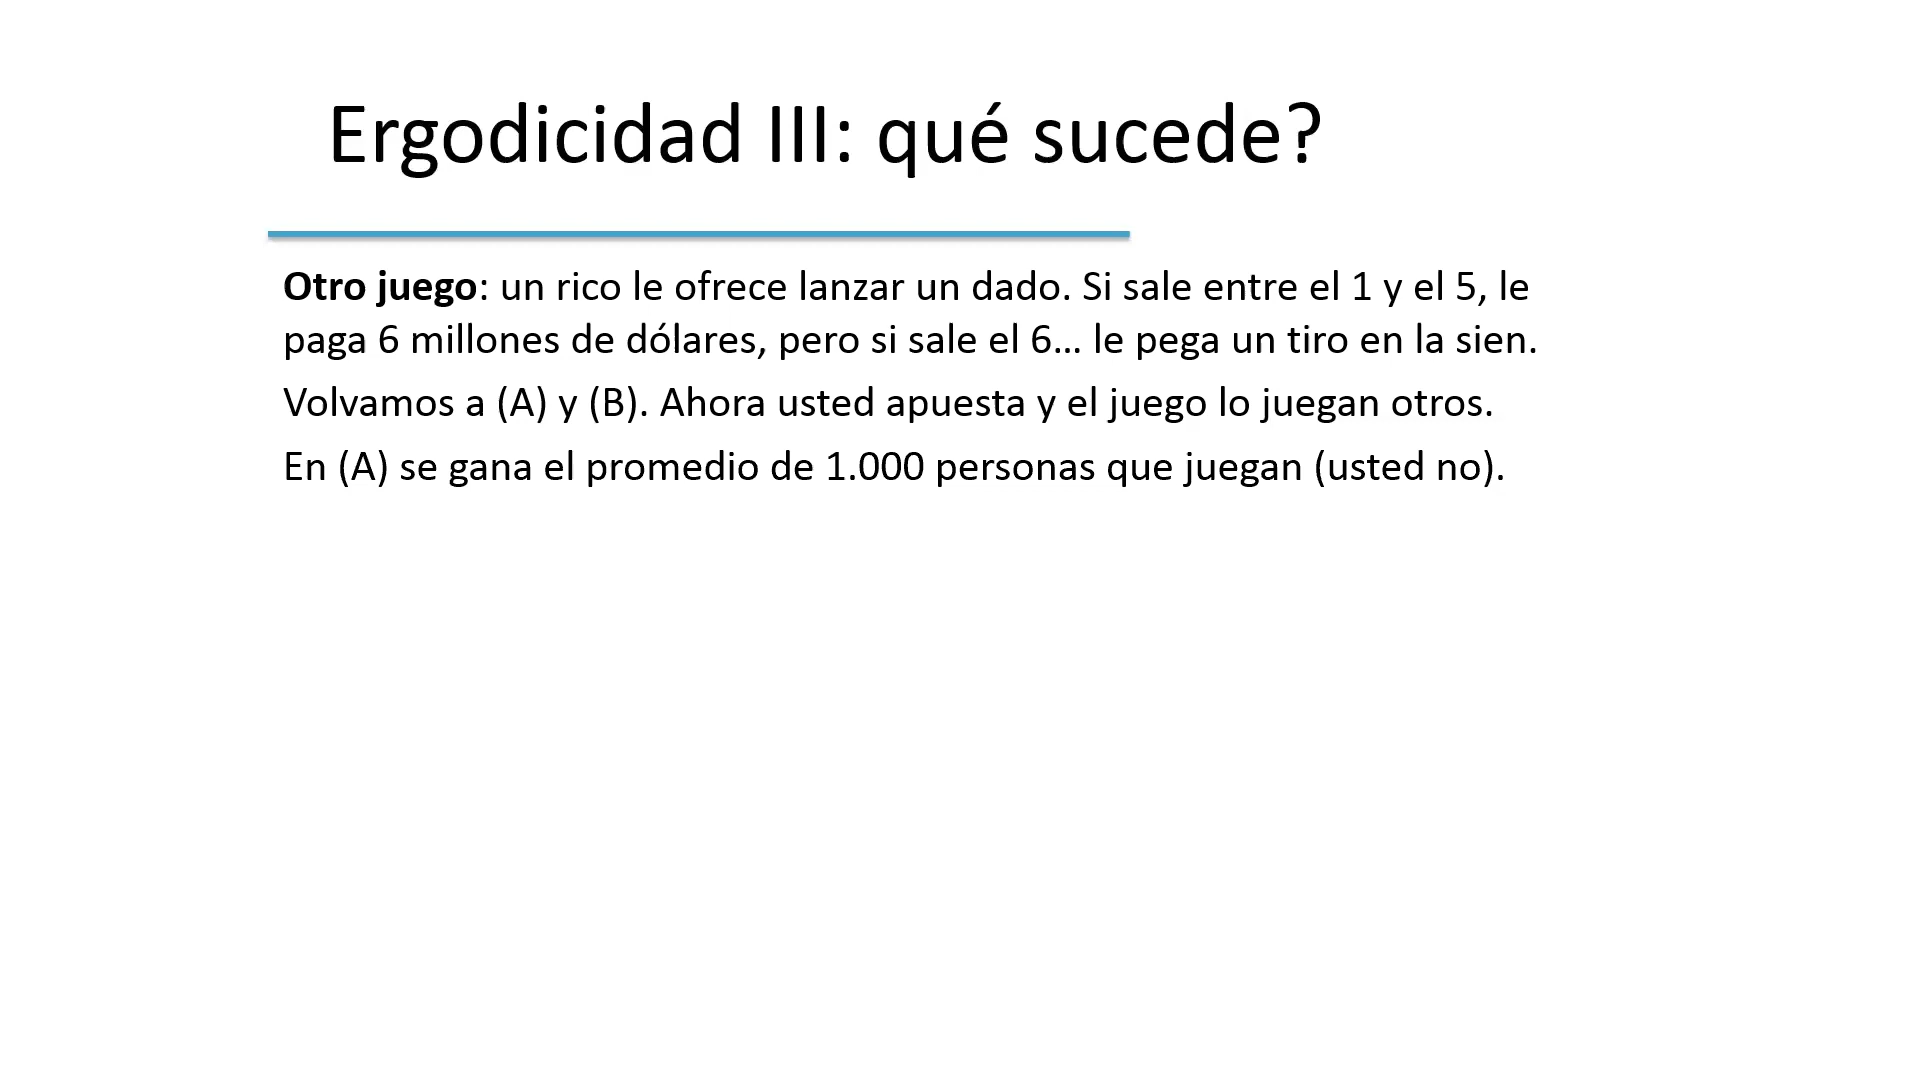 Ergodicidad III: qué sucede?
Otro juego: un rico le ofrece lanzar un dado. Si sale entre el 1 y el 5, le
paga 6 millones de dólares, pero si sale el 6... le pega un tiro en la sien.
Volvamos a (A) y (B). Ahora usted apuesta y el juego lo juegan otros.
En (A) se gana el promedio de 1.000 personas que juegan (usted no).